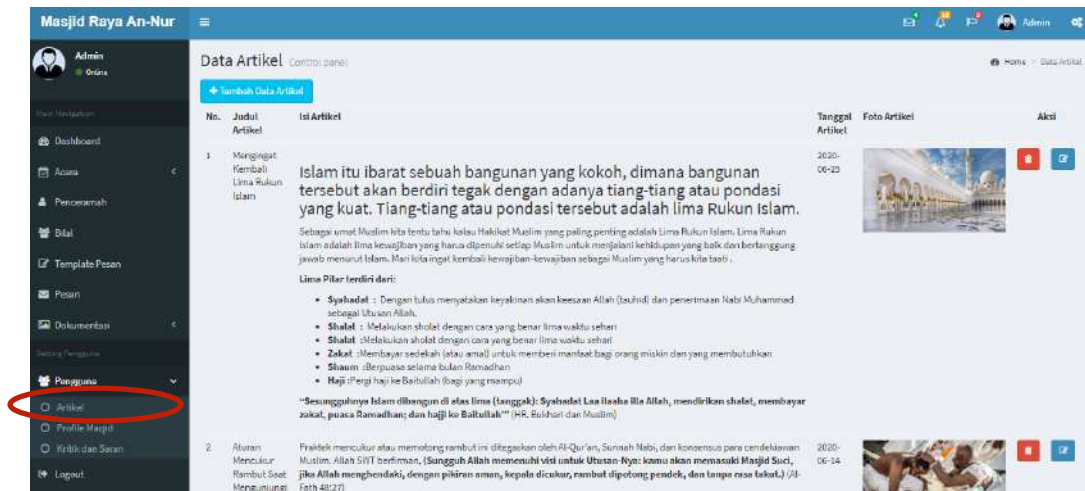 Masjid Raya An-Nur
Admin
Admin
Online
Data Artikel Control panel
Home > Data Artikel
+ Tambah Data Artikel
Main Navigation
Dashboard
Acara
Penceramah
Bilal
Template Pesan
Pesan
Dokumentasi
Setting Pengguna
Pengguna
Artikel
Profile Masjid
Kritik dan Saran
Logout
No. Judul Artikel Isi Artikel Tanggal Artikel Foto Artikel Aksi
1 Mengingat Kembali Lima Rukun Islam
Islam itu ibarat sebuah bangunan yang kokoh, dimana bangunan
tersebut akan berdiri tegak dengan adanya tiang-tiang atau pondasi
yang kuat. Tiang-tiang atau pondasi tersebut adalah lima Rukun Islam.
Sebagai umat Muslim kita tentu tahu kalau Hakikat Muslim yang paling penting adalah Lima Rukun Islam. Lima Rukun
Islam adalah lima kewajiban yang harus dipenuhi setiap Muslim untuk menjalani kehidupan yang baik dan bertanggung
jawab menurut Islam. Mari kita ingat kembali kewajiban-kewajiban sebagai Muslim yang harus kita taati .
Lima Pilar terdiri dari:
• Syahadat : Dengan tulus menyatakan keyakinan akan keesaan Allah (tauhid) dan penerimaan Nabi Muhammad
sebagai Utusan Allah.
• Shalat : Melakukan sholat dengan cara yang benar lima waktu sehari
• Shalat :Melakukan sholat dengan cara yang benar lima waktu sehari
• Zakat :Membayar sedekah (atau amal) untuk memberi manfaat bagi orang miskin dan yang membutuhkan
• Shaum :Berpuasa selama bulan Ramadhan
• Haji :Pergi haji ke Baitullah (bagi yang mampu)
“Sesungguhnya Islam dibangun di atas lima (tanggak): Syahadat Laa ilaaha illa Allah, mendirikan shalat, membayar
zakat, puasa Ramadhan; dan hajji ke Baitullah”" (HR. Bukhari dan Muslim)
2020-
06-25
2 Aturan Mencukur Rambut Saat Mengunjungi
Praktek mencukur atau memotong rambut ini ditegaskan oleh Al-Qur'an, Sunnah Nabi, dan konsensus para cendekiawan
Muslim. Allah SWT berfirman, (Sungguh Allah memenuhi visi untuk Utusan-Nya: kamu akan memasuki Masjid Suci,
jika Allah menghendaki, dengan pikiran aman, kepala dicukur, rambut dipotong pendek, dan tanpa rasa takut.) (Al-
Fath 48:27)
2020-
06-14